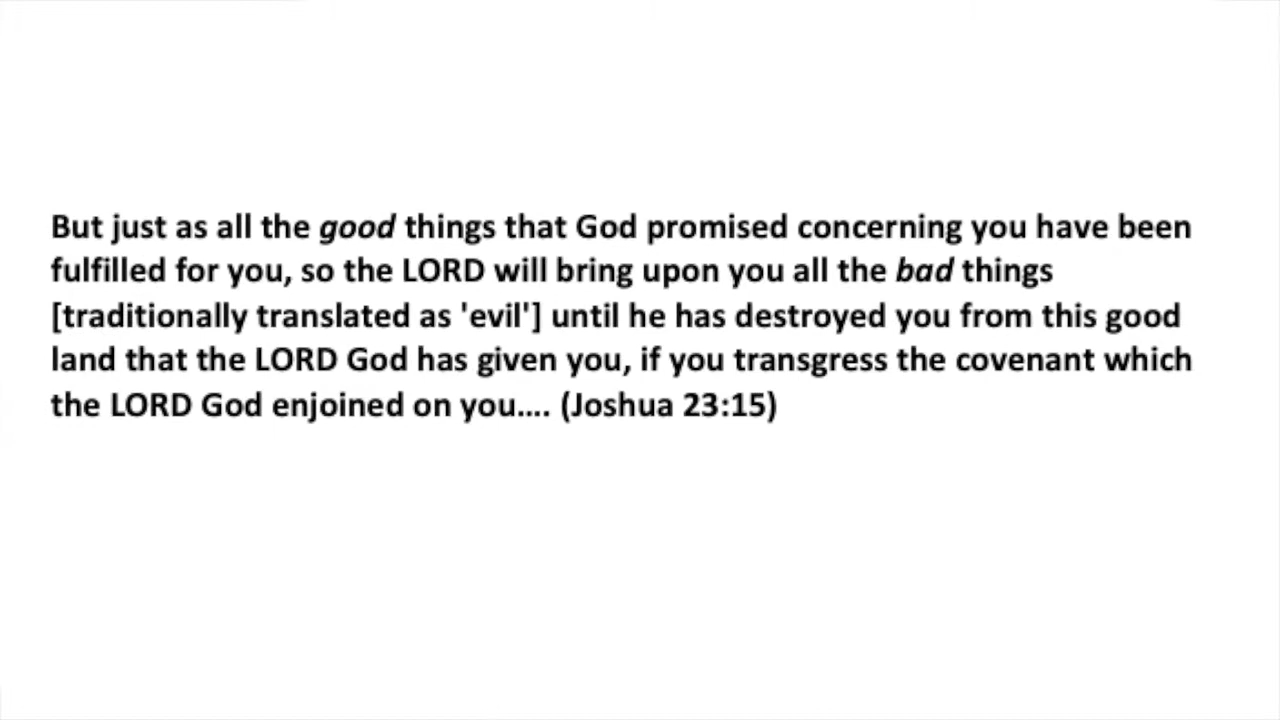 But just as all the good things that God promised concerning you have been
fulfilled for you, so the LORD will bring upon you all the bad things
[traditionally translated as 'evil'] until he has destroyed you from this good
land that the LORD God has given you, if you transgress the covenant which
the LORD God enjoined on you.... (Joshua 23:15)